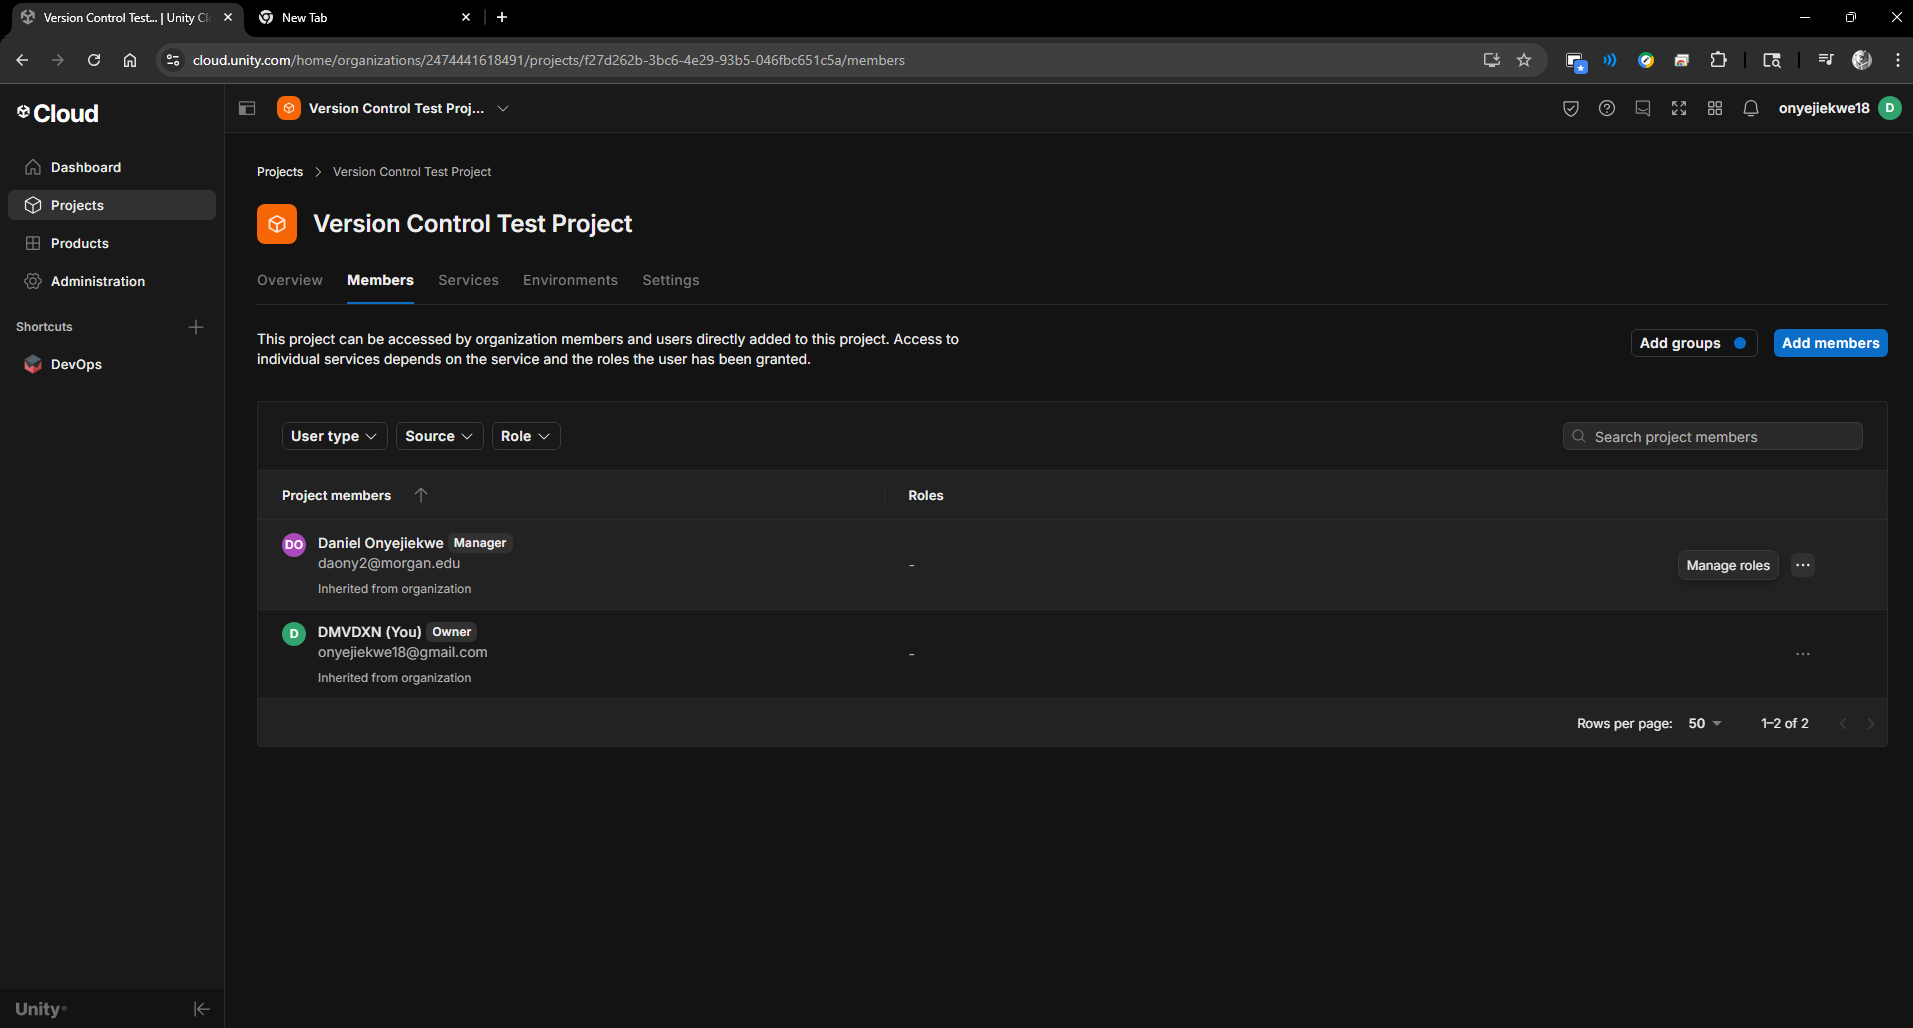 Version Control Test... | Unity Cl
New Tab
cloud.unity.com/home/organizations/2474441618491/projects/f27d262b-3bc6-4e29-93b5-046fbc651c5a/members
Cloud
Version Control Test Proj...
onyejiekwe18
D
Dashboard
Projects
Products
Administration
Shortcuts
DevOps
Projects
Version Control Test Project
Version Control Test Project
Overview
Members
Services
Environments
Settings
This project can be accessed by organization members and users directly added to this project. Access to
individual services depends on the service and the roles the user has been granted.
Add groups
Add members
User type
Source
Role
Search project members
Project members
Roles
DO
Daniel Onyejiekwe
Manager
daony2@morgan.edu
Inherited from organization
-
Manage roles
...
D
DMVDXN (You)
Owner
onyejiekwe18@gmail.com
Inherited from organization
-
...
Rows per page:
50
1–2 of 2
Unity